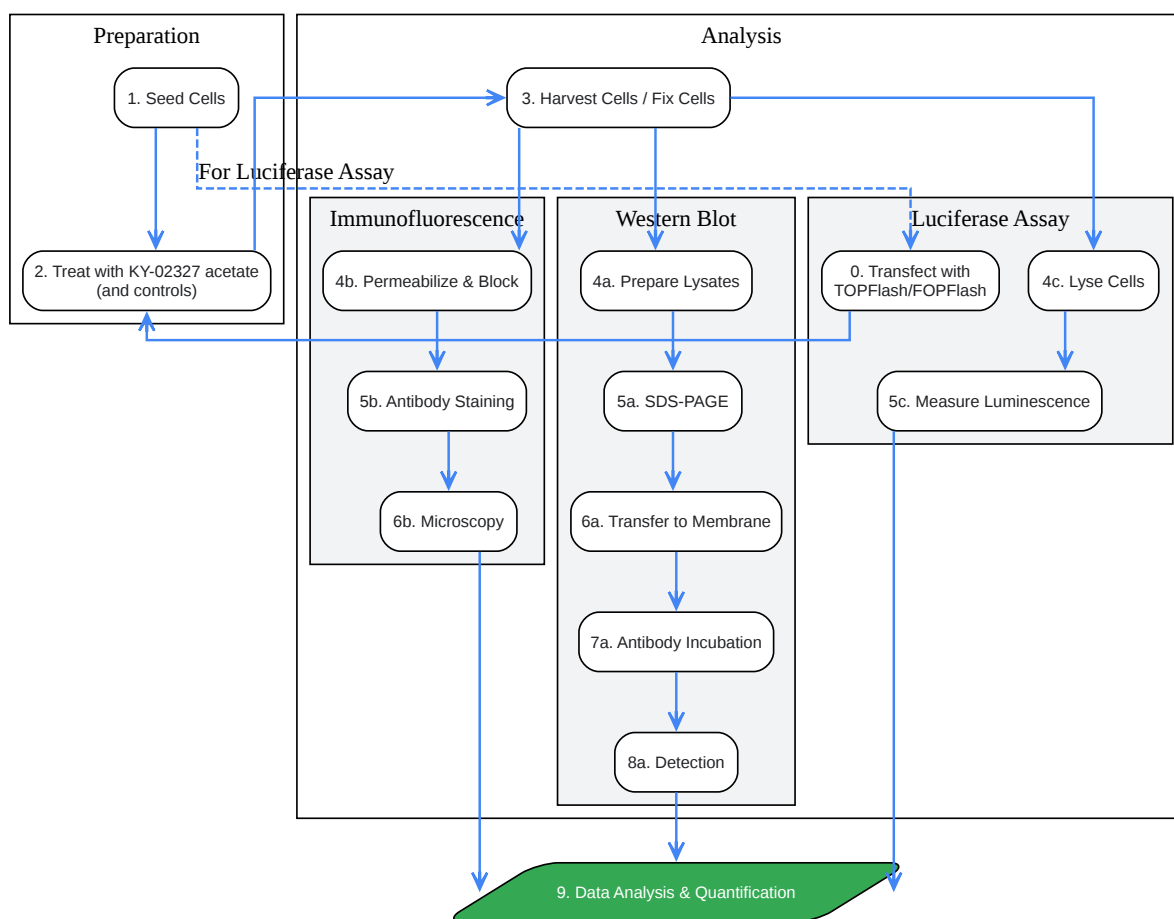 Preparation
Analysis
1. Seed Cells
3. Harvest Cells / Fix Cells
For Luciferase Assay
Immunofluorescence
Western Blot
Luciferase Assay
2. Treat with KY-02327 acetate
(and controls)
4b. Permeabilize & Block
4a. Prepare Lysates
0. Transfect with
TOPFlash/FOPFlash
4c. Lyse Cells
5b. Antibody Staining
5a. SDS-PAGE
5c. Measure Luminescence
6b. Microscopy
6a. Transfer to Membrane
7a. Antibody Incubation
8a. Detection
9. Data Analysis & Quantification